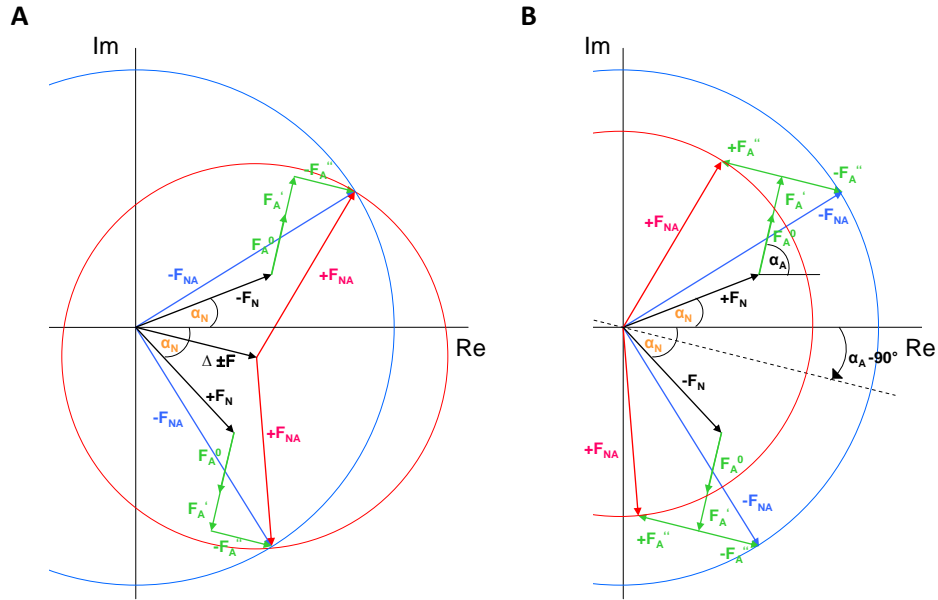 A
Im
-F_A"
F_A'
F_A^0
-F_NA
+F_NA
-F_N
α_N
α_N
Re
Δ ±F
+F_N
-F_NA
+F_NA
F_A^0
F_A'
-F_A"
B
Im
+F_A"
-F_A"
F_A'
-F_NA
+F_NA
F_A^0
α_A
+F_N
α_N
α_N
Re
α_A-90°
-F_N
+F_NA
F_A^0
-F_NA
F_A'
+F_A"
-F_A"